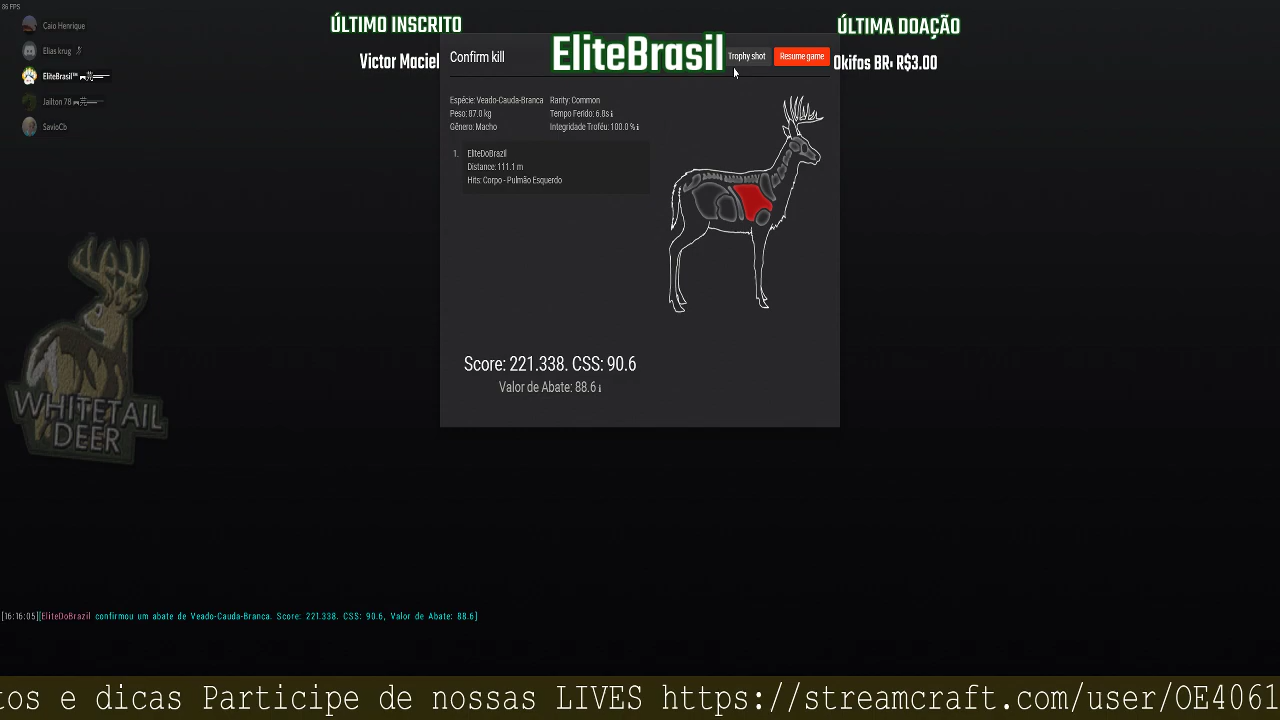 86 FPS
Caio Henrique
Elias krug
EliteBrasil™
Jailton 78
SavioCb
ÚLTIMO INSCRITO
Victor Maciel
EliteBrasil
ÚLTIMA DOAÇÃO
Okifos BR: R$3.00
Confirm kill
Trophy shot
Resume game
Espécie: Veado-Cauda-Branca
Rarity: Common
Peso: 87.0 kg
Tempo Ferido: 6.8s i
Gênero: Macho
Integridade Troféu: 100.0 % i
1. EliteDoBrazil
Distance: 111.1 m
Hits: Corpo - Pulmão Esquerdo
Score: 221.338. CSS: 90.6
Valor de Abate: 88.6 i
WHITETAIL
DEER
[16:16:05][EliteDoBrazil confirmou um abate de Veado-Cauda-Branca. Score: 221.338. CSS: 90.6, Valor de Abate: 88.6]
tos e dicas Participe de nossas LIVES https://streamcraft.com/user/OE4061